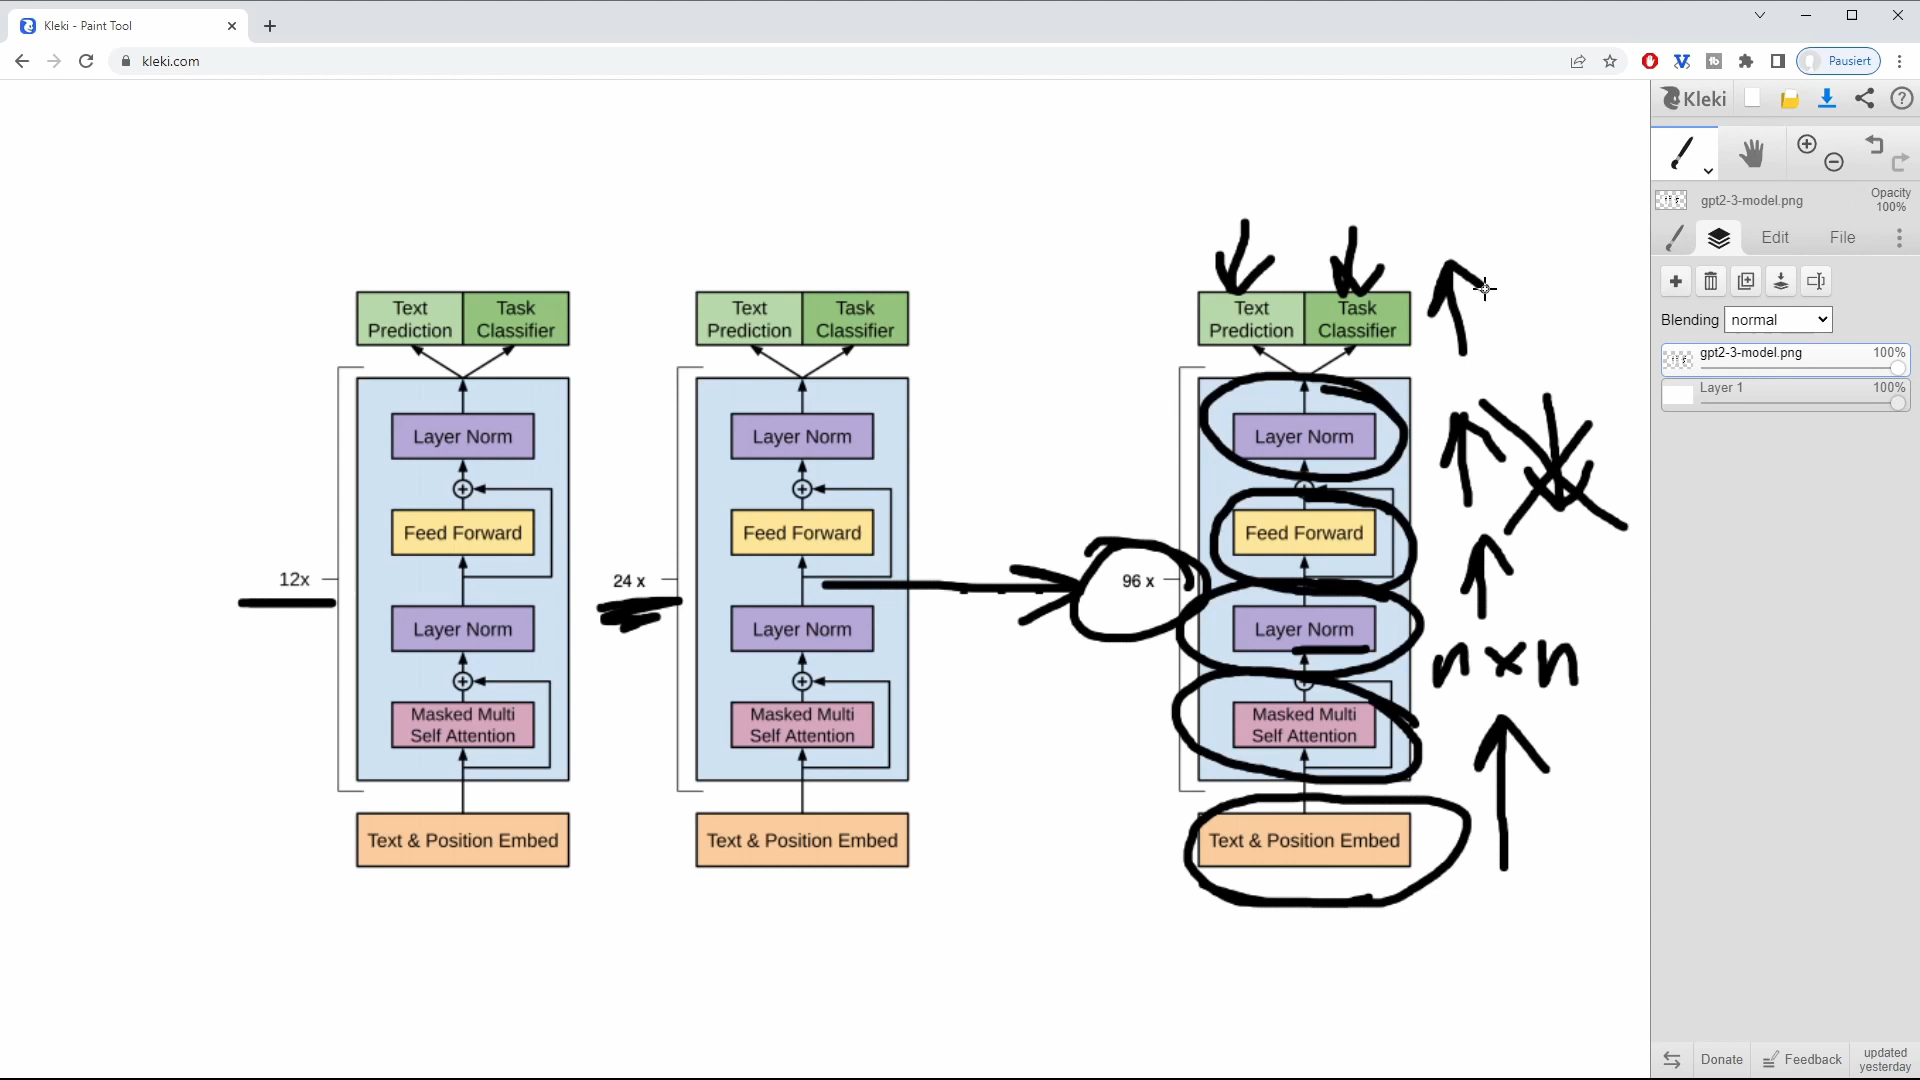 Kleki - Paint Tool
kleki.com
Pausiert
Kleki
gpt2-3-model.png
Opacity
100%
Edit
File
Blending normal
gpt2-3-model.png 100%
Layer 1 100%
Text
Prediction
Task
Classifier
Layer Norm
Feed Forward
12x
Layer Norm
Masked Multi
Self Attention
Text & Position Embed
Text
Prediction
Task
Classifier
Layer Norm
Feed Forward
24 x
Layer Norm
Masked Multi
Self Attention
Text & Position Embed
Text
Prediction
Task
Classifier
Layer Norm
Feed Forward
96 x
Layer Norm
n x n
Masked Multi
Self Attention
Text & Position Embed
Donate
Feedback
updated
yesterday